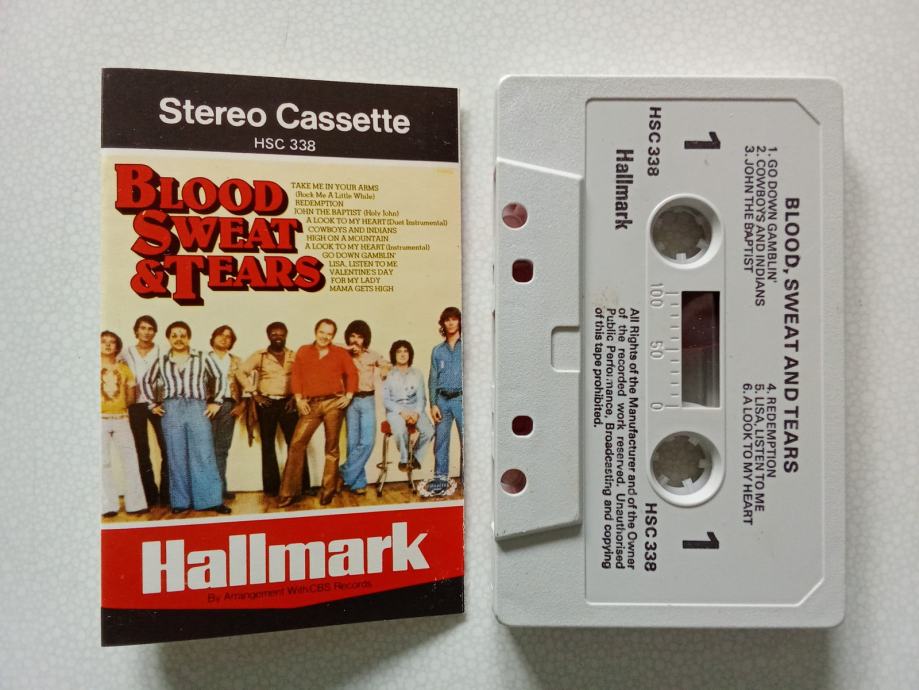 Stereo Cassette
HSC 338
BLOOD
SWEAT
& TEARS
TAKE ME IN YOUR ARMS
(Rock Me A Little While)
REDEMPTION
JOHN THE BAPTIST (Holy John)
A LOOK TO MY HEART (Duet Instrumental)
COWBOYS AND INDIANS
HIGH ON A MOUNTAIN
A LOOK TO MY HEART (Instrumental)
GO DOWN GAMBLIN'
LISA, LISTEN TO ME
VALENTINE'S DAY
FOR MY LADY
MAMA GETS HIGH
Hallmark
By Arrangement With CBS Records
BLOOD, SWEAT AND TEARS
1. GO DOWN GAMBLIN'
2. COWBOYS AND INDIANS
3. JOHN THE BAPTIST
4. REDEMPTION
5. LISA, LISTEN TO ME
6. A LOOK TO MY HEART
1
1
HSC 338
HSC 338
Hallmark
100 50 0
All Rights of the Manufacturer and of the Owner
of the recorded work reserved. Unauthorised
Public Performance, Broadcasting and copying
of this tape prohibited.